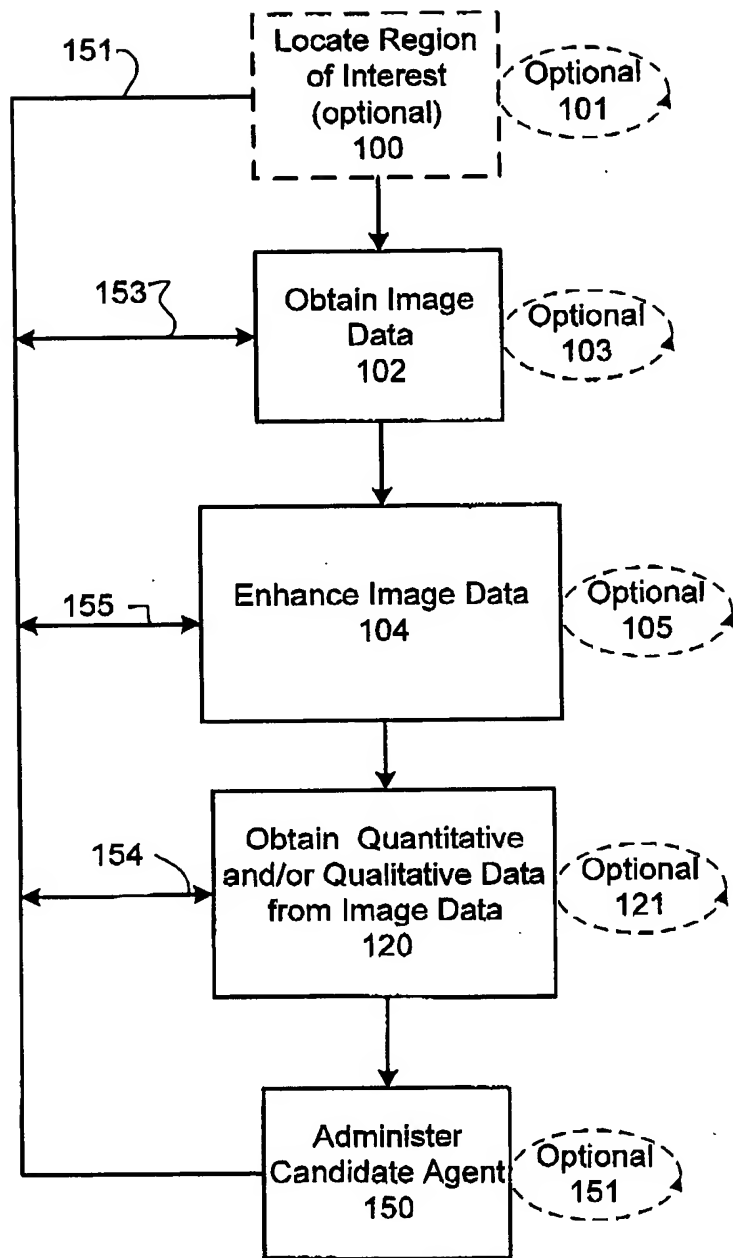 151
Locate Region
of Interest
(optional)
100
Optional
101
153
Obtain Image
Data
102
Optional
103
155
Enhance Image Data
104
Optional
105
154
Obtain Quantitative
and/or Qualitative Data
from Image Data
120
Optional
121
Administer
Candidate Agent
150
Optional
151